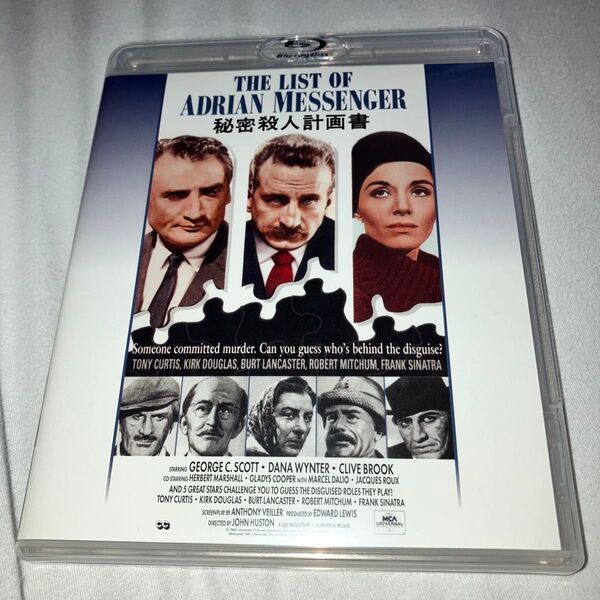 Blu-ray Disc
THE LIST OF
ADRIAN MESSENGER
秘密殺人計画書
Someone committed murder. Can you guess who's behind the disguise?
TONY CURTIS, KIRK DOUGLAS, BURT LANCASTER, ROBERT MITCHUM, FRANK SINATRA
STARRING GEORGE C. SCOTT • DANA WYNTER • CLIVE BROOK
CO-STARRING HERBERT MARSHALL • GLADYS COOPER WITH MARCEL DALIO • JACQUES ROUX
AND 5 GREAT STARS CHALLENGE YOU TO GUESS THE DISGUISED ROLES THEY PLAY!
TONY CURTIS • KIRK DOUGLAS • BURT LANCASTER • ROBERT MITCHUM • FRANK SINATRA
SCREENPLAY BY ANTHONY VEILLER PRODUCED BY EDWARD LEWIS
DIRECTED BY JOHN HUSTON A UNIVERSAL RELEASE
MCA
UNIVERSAL